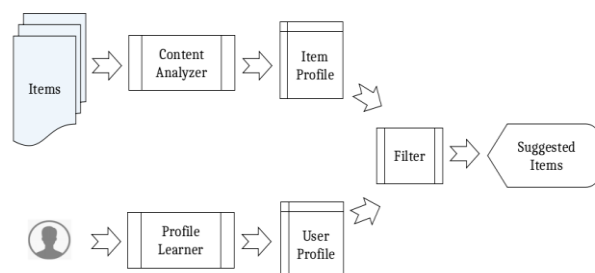 Items
Content
Analyzer
Item
Profile
Filter
Suggested
Items
Profile
Learner
User
Profile